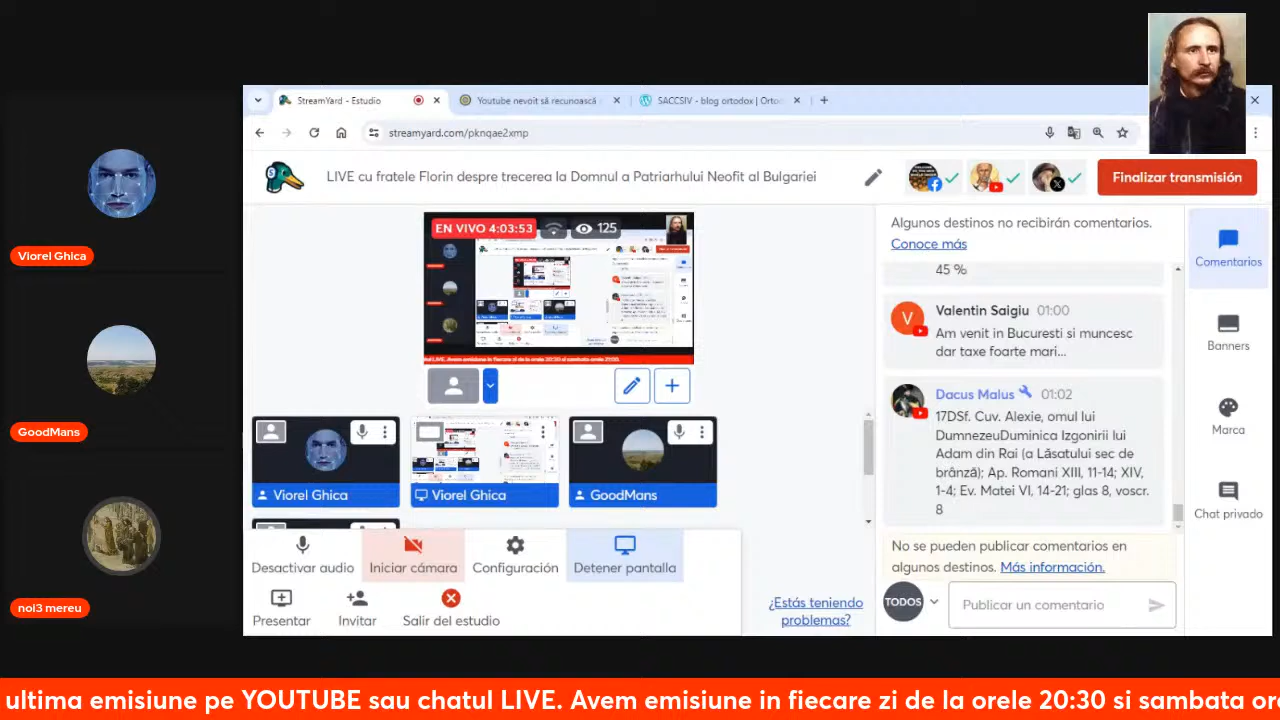 StreamYard - Estudio
Youtube nevoit să recunoască
SACCSIV - blog ortodox | Orto
streamyard.com/pknqae2xmp
LIVE cu fratele Florin despre trecerea la Domnul a Patriarhului Neofit al Bulgariei
Finalizar transmisión
Viorel Ghica
GoodMans
noi3 mereu
EN VIVO 4:03:53
125
Viorel Ghica
Viorel Ghica
GoodMans
Desactivar audio
Iniciar cámara
Configuración
Detener pantalla
Presentar
Invitar
Salir del estudio
¿Estás teniendo
problemas?
Algunos destinos no recibirán comentarios.
Conoce más
45 %
V
Valentin Saigiu 01:00
Am venit in Bucuresti si muncesc
dar taxe foarte mari...
Dacus Malus 01:02
17DSf. Cuv. Alexie, omul lui
DumnezeuDuminica Izgonirii lui
Adam din Rai (a Lăsatului sec de
brânză); Ap. Romani XIII, 11-14; XIV,
1-4; Ev. Matei VI, 14-21; glas 8, voscr.
8
No se pueden publicar comentarios en
algunos destinos. Más información.
TODOS
Publicar un comentario
Comentarios
Banners
Marca
Chat privado
ultima emisiune pe YOUTUBE sau chatul LIVE. Avem emisiune in fiecare zi de la orele 20:30 si sambata or